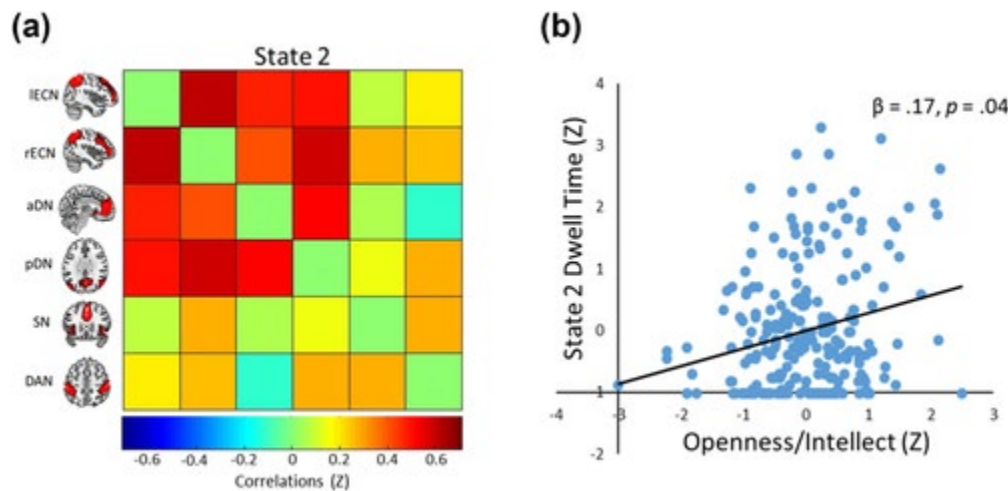 (a)
State 2
lECN
rECN
aDN
pDN
SN
DAN
-0.6 -0.4 -0.2 0 0.2 0.4 0.6
Correlations (Z)
(b)
β = .17, p = .04
State 2 Dwell Time (Z)
4
3
2
1
0
-1
-2
-4 -3 -2 -1 0 1 2 3
Openness/Intellect (Z)